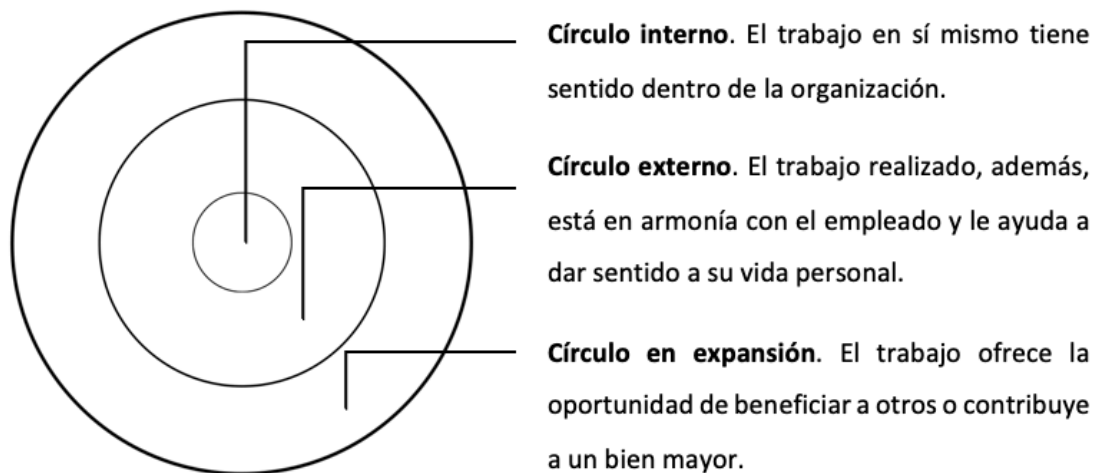 Círculo interno. El trabajo en sí mismo tiene
sentido dentro de la organización.
Círculo externo. El trabajo realizado, además,
está en armonía con el empleado y le ayuda a
dar sentido a su vida personal.
Círculo en expansión. El trabajo ofrece la
oportunidad de beneficiar a otros o contribuye
a un bien mayor.